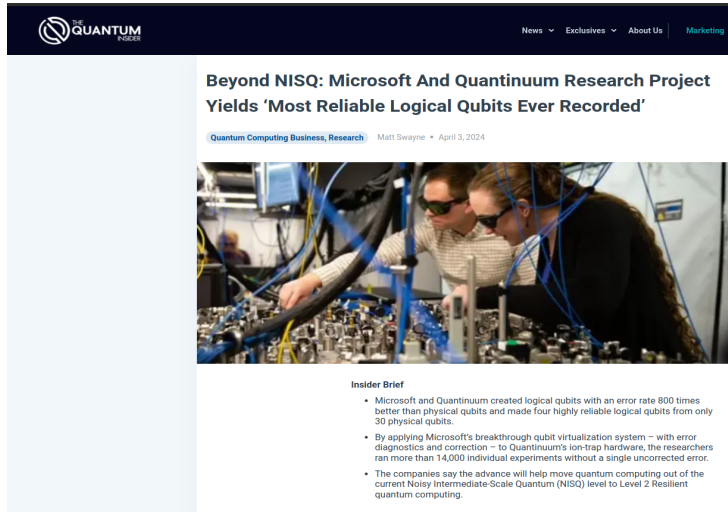 THE
QUANTUM
INSIDER
News Exclusives About Us Marketing
Beyond NISQ: Microsoft And Quantinuum Research Project
Yields ‘Most Reliable Logical Qubits Ever Recorded’
Quantum Computing Business, Research Matt Swayne • April 3, 2024
Insider Brief
• Microsoft and Quantinuum created logical qubits with an error rate 800 times
better than physical qubits and made four highly reliable logical qubits from only
30 physical qubits.
• By applying Microsoft’s breakthrough qubit virtualization system – with error
diagnostics and correction – to Quantinuum’s ion-trap hardware, the researchers
ran more than 14,000 individual experiments without a single uncorrected error.
• The companies say the advance will help move quantum computing out of the
current Noisy Intermediate-Scale Quantum (NISQ) level to Level 2 Resilient
quantum computing.